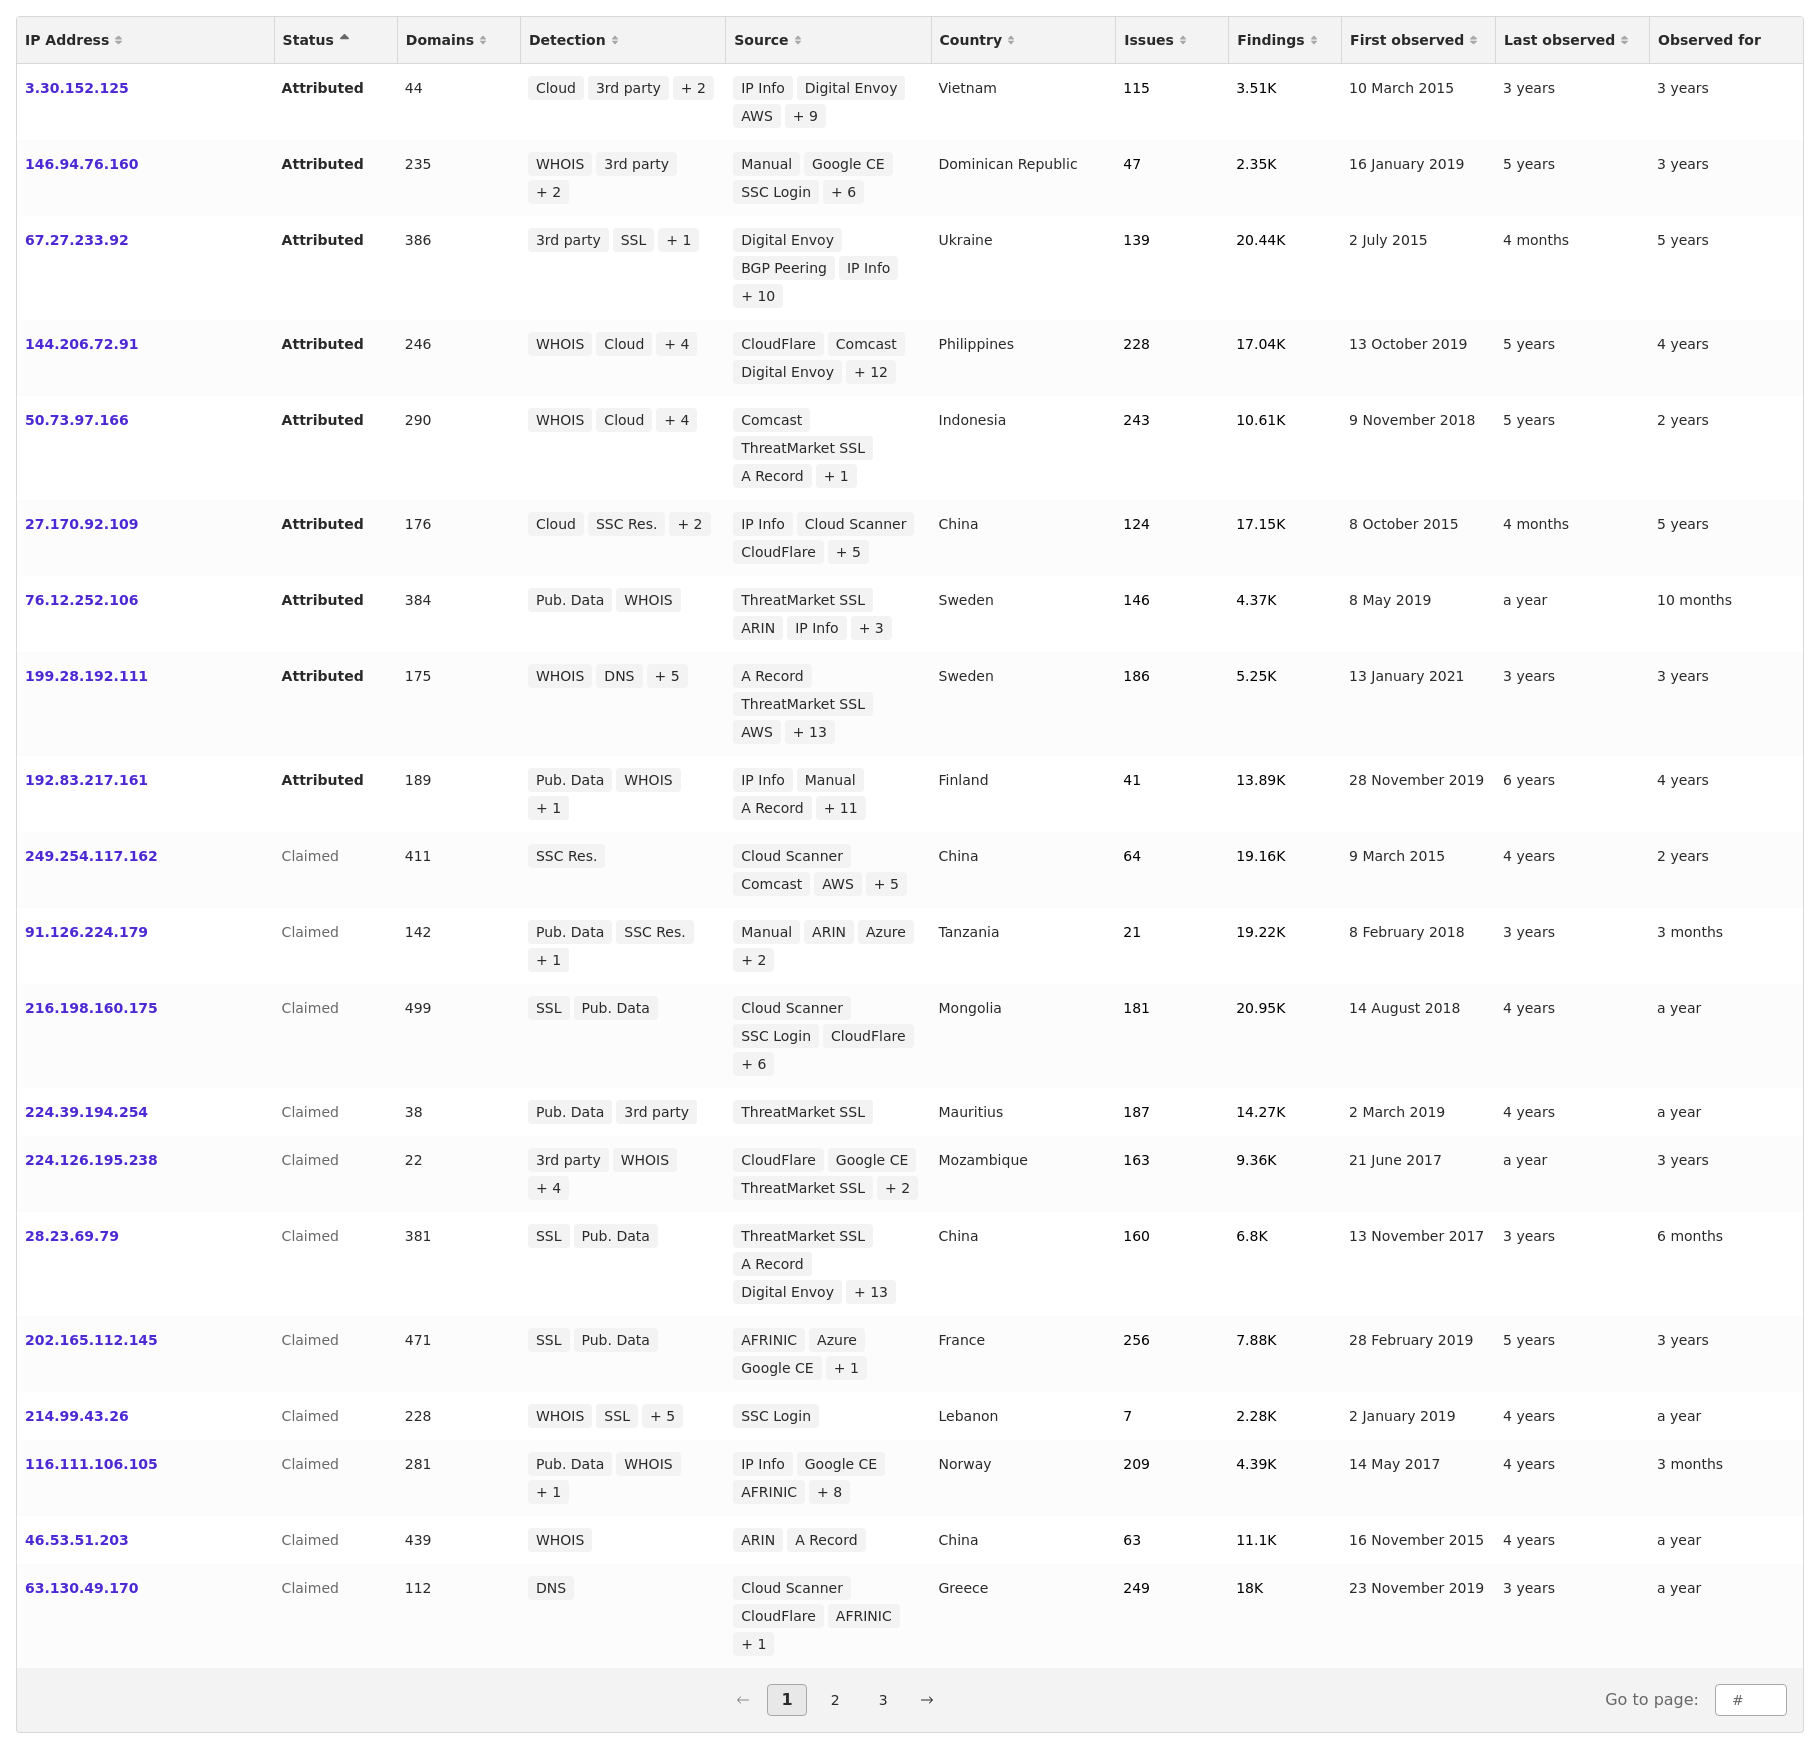 IP Address Status Domains Detection Source Country Issues Findings First observed Last observed Observed for
3.30.152.125 Attributed 44 Cloud 3rd party + 2 IP Info Digital Envoy Vietnam 115 3.51K 10 March 2015 3 years 3 years
AWS + 9
146.94.76.160 Attributed 235 WHOIS 3rd party Manual Google CE Dominican Republic 47 2.35K 16 January 2019 5 years 3 years
+ 2 SSC Login + 6
67.27.233.92 Attributed 386 3rd party SSL + 1 Digital Envoy Ukraine 139 20.44K 2 July 2015 4 months 5 years
BGP Peering IP Info
+ 10
144.206.72.91 Attributed 246 WHOIS Cloud + 4 CloudFlare Comcast Philippines 228 17.04K 13 October 2019 5 years 4 years
Digital Envoy + 12
50.73.97.166 Attributed 290 WHOIS Cloud + 4 Comcast Indonesia 243 10.61K 9 November 2018 5 years 2 years
ThreatMarket SSL
A Record + 1
27.170.92.109 Attributed 176 Cloud SSC Res. + 2 IP Info Cloud Scanner China 124 17.15K 8 October 2015 4 months 5 years
CloudFlare + 5
76.12.252.106 Attributed 384 Pub. Data WHOIS ThreatMarket SSL Sweden 146 4.37K 8 May 2019 a year 10 months
ARIN IP Info + 3
199.28.192.111 Attributed 175 WHOIS DNS + 5 A Record Sweden 186 5.25K 13 January 2021 3 years 3 years
ThreatMarket SSL
AWS + 13
192.83.217.161 Attributed 189 Pub. Data WHOIS IP Info Manual Finland 41 13.89K 28 November 2019 6 years 4 years
+ 1 A Record + 11
249.254.117.162 Claimed 411 SSC Res. Cloud Scanner China 64 19.16K 9 March 2015 4 years 2 years
Comcast AWS + 5
91.126.224.179 Claimed 142 Pub. Data SSC Res. Manual ARIN Azure Tanzania 21 19.22K 8 February 2018 3 years 3 months
+ 1 + 2
216.198.160.175 Claimed 499 SSL Pub. Data Cloud Scanner Mongolia 181 20.95K 14 August 2018 4 years a year
SSC Login CloudFlare
+ 6
224.39.194.254 Claimed 38 Pub. Data 3rd party ThreatMarket SSL Mauritius 187 14.27K 2 March 2019 4 years a year
224.126.195.238 Claimed 22 3rd party WHOIS CloudFlare Google CE Mozambique 163 9.36K 21 June 2017 a year 3 years
+ 4 ThreatMarket SSL + 2
28.23.69.79 Claimed 381 SSL Pub. Data ThreatMarket SSL China 160 6.8K 13 November 2017 3 years 6 months
A Record
Digital Envoy + 13
202.165.112.145 Claimed 471 SSL Pub. Data AFRINIC Azure France 256 7.88K 28 February 2019 5 years 3 years
Google CE + 1
214.99.43.26 Claimed 228 WHOIS SSL + 5 SSC Login Lebanon 7 2.28K 2 January 2019 4 years a year
116.111.106.105 Claimed 281 Pub. Data WHOIS IP Info Google CE Norway 209 4.39K 14 May 2017 4 years 3 months
+ 1 AFRINIC + 8
46.53.51.203 Claimed 439 WHOIS ARIN A Record China 63 11.1K 16 November 2015 4 years a year
63.130.49.170 Claimed 112 DNS Cloud Scanner Greece 249 18K 23 November 2019 3 years a year
CloudFlare AFRINIC
+ 1
← 1 2 3 → Go to page: #